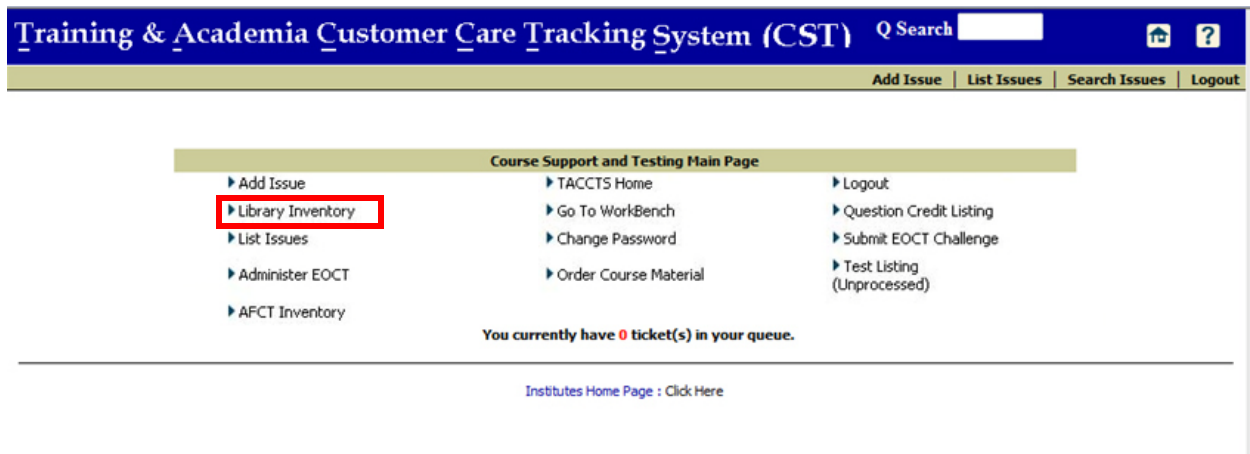 Training & Academia Customer Care Tracking System (CST) Q Search
Add Issue | List Issues | Search Issues | Logout
Course Support and Testing Main Page
Add Issue TACCTS Home Logout
Library Inventory Go To WorkBench Question Credit Listing
List Issues Change Password Submit EOCT Challenge
Administer EOCT Order Course Material Test Listing
(Unprocessed)
AFCT Inventory
You currently have 0 ticket(s) in your queue.
Institutes Home Page : Click Here